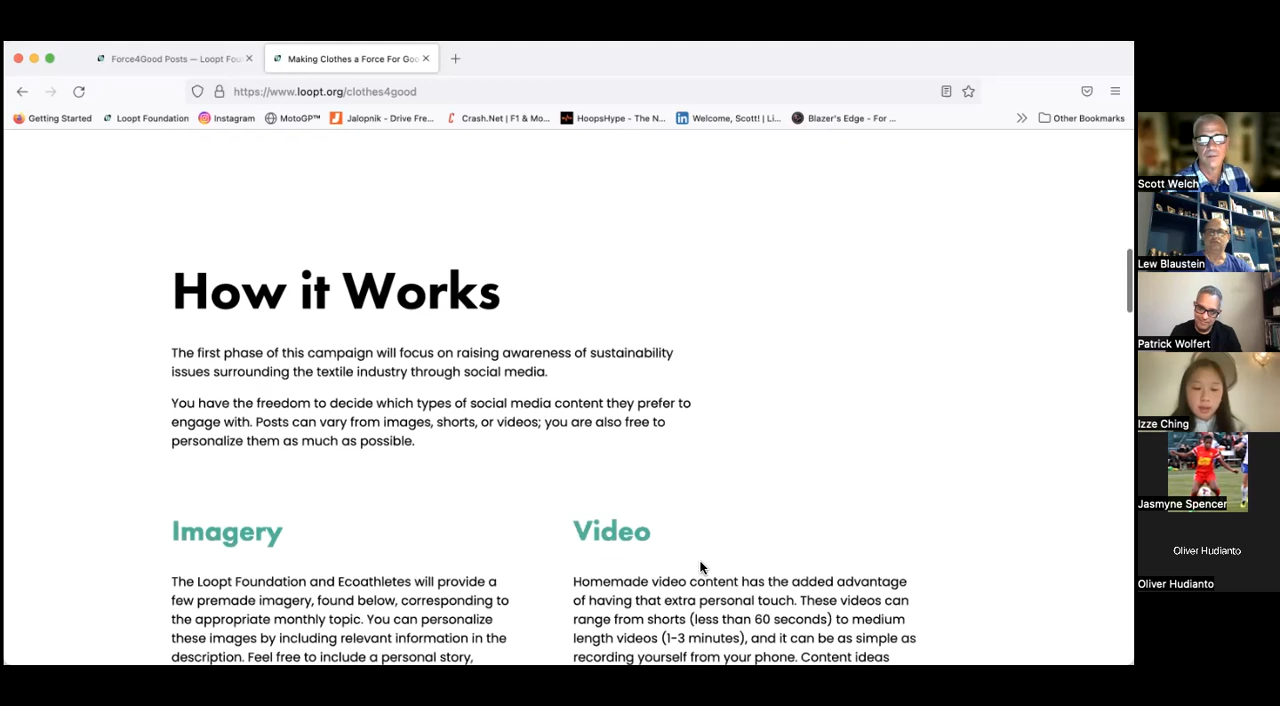 Force4Good Posts — Loopt Fou
Making Clothes a Force For Goo
https://www.loopt.org/clothes4good
Getting Started
Loopt Foundation
Instagram
MotoGP™
Jalopnik - Drive Fre...
Crash.Net | F1 & Mo...
HoopsHype - The N...
Welcome, Scott! | Li...
Blazer's Edge - For ...
Other Bookmarks
How it Works
The first phase of this campaign will focus on raising awareness of sustainability
issues surrounding the textile industry through social media.
You have the freedom to decide which types of social media content they prefer to
engage with. Posts can vary from images, shorts, or videos; you are also free to
personalize them as much as possible.
Imagery
The Loopt Foundation and Ecoathletes will provide a
few premade imagery, found below, corresponding to
the appropriate monthly topic. You can personalize
these images by including relevant information in the
description. Feel free to include a personal story,
Video
Homemade video content has the added advantage
of having that extra personal touch. These videos can
range from shorts (less than 60 seconds) to medium
length videos (1-3 minutes), and it can be as simple as
recording yourself from your phone. Content ideas
Scott Welch
Lew Blaustein
Patrick Wolfert
Izze Ching
Jasmyne Spencer
Oliver Hudianto
Oliver Hudianto